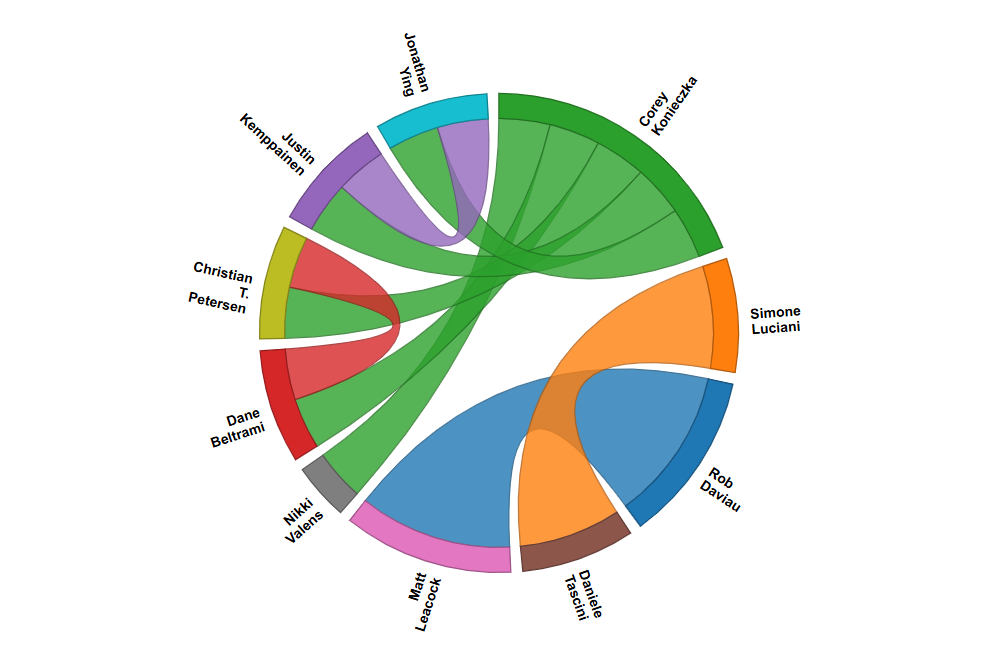 Jonathan
Ying
Corey
Konieczka
Justin
Kemppainen
Christian
T.
Petersen
Simone
Luciani
Dane
Beltrami
Rob
Daviau
Nikki
Valens
Matt
Leacock
Daniele
Tascini